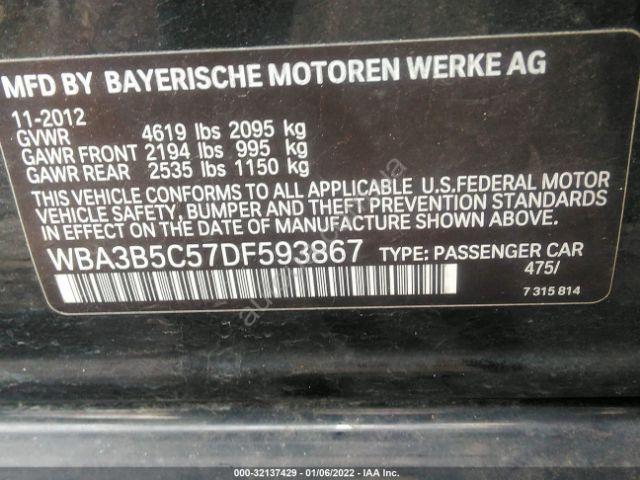 MFD BY BAYERISCHE MOTOREN WERKE AG
11-2012
GVWR 4619 lbs 2095 kg
GAWR FRONT 2194 lbs 995 kg
GAWR REAR 2535 lbs 1150 kg
THIS VEHICLE CONFORMS TO ALL APPLICABLE U.S.FEDERAL MOTOR
VEHICLE SAFETY, BUMPER AND THEFT PREVENTION STANDARDS
IN EFFECT ON THE DATE OF MANUFACTURE SHOWN ABOVE.
WBA3B5C57DF593867 TYPE: PASSENGER CAR
475/
7 315 814
000-32137429 - 01/06/2022 - IAA Inc.